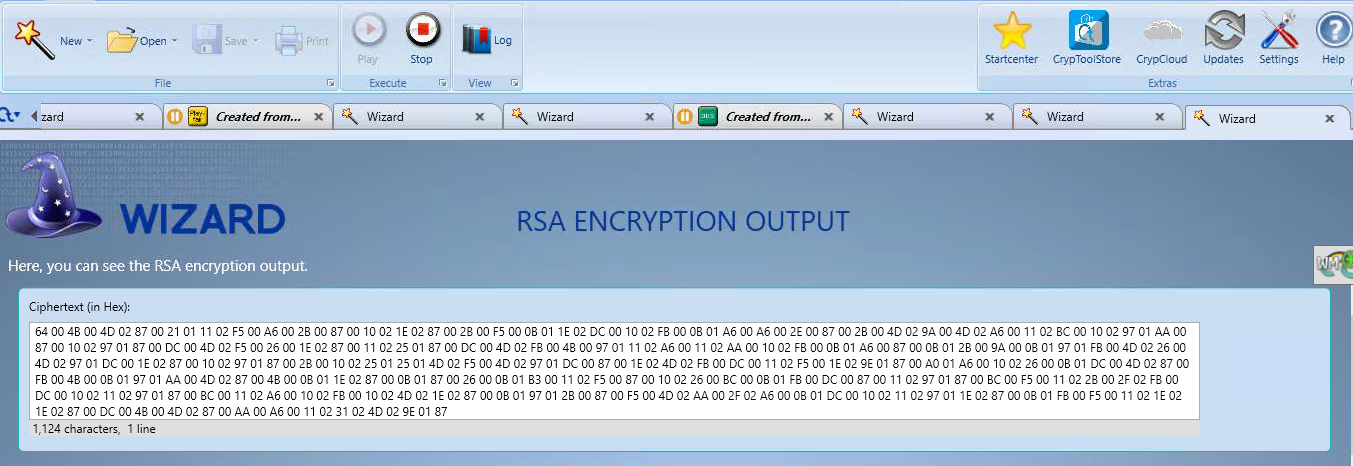 New Open Save Print Play Stop Log Startcenter CrypToolStore CrypCloud Updates Settings Help
File Execute View Extras
zard Created from... Wizard Wizard Created from... Wizard Wizard Wizard
WIZARD
RSA ENCRYPTION OUTPUT
WM
Here, you can see the RSA encryption output.
Ciphertext (in Hex):
64 00 4B 00 4D 02 87 00 21 01 11 02 F5 00 A6 00 2B 00 87 00 10 02 1E 02 87 00 2B 00 F5 00 0B 01 1E 02 DC 00 10 02 FB 00 0B 01 A6 00 A6 00 2E 00 87 00 2B 00 4D 02 9A 00 4D 02 A6 00 11 02 BC 00 10 02 97 01 AA 00
87 00 10 02 97 01 87 00 DC 00 4D 02 F5 00 26 00 1E 02 87 00 11 02 25 01 87 00 DC 00 4D 02 FB 00 4B 00 97 01 11 02 A6 00 11 02 AA 00 10 02 FB 00 0B 01 A6 00 87 00 0B 01 2B 00 9A 00 0B 01 97 01 FB 00 4D 02 26 00
4D 02 97 01 DC 00 1E 02 87 00 10 02 97 01 87 00 2B 00 10 02 25 01 25 01 4D 02 F5 00 4D 02 97 01 DC 00 87 00 1E 02 4D 02 FB 00 DC 00 11 02 F5 00 1E 02 9E 01 87 00 A0 01 A6 00 10 02 26 00 0B 01 DC 00 4D 02 87 00
FB 00 4B 00 0B 01 97 01 AA 00 4D 02 87 00 4B 00 0B 01 1E 02 87 00 0B 01 87 00 26 00 0B 01 B3 00 11 02 F5 00 87 00 10 02 26 00 BC 00 0B 01 FB 00 DC 00 87 00 11 02 97 01 87 00 BC 00 F5 00 11 02 2B 00 2F 02 FB 00
DC 00 10 02 11 02 97 01 87 00 BC 00 11 02 A6 00 10 02 FB 00 10 02 4D 02 1E 02 87 00 0B 01 97 01 2B 00 87 00 F5 00 4D 02 AA 00 2F 02 A6 00 0B 01 DC 00 10 02 11 02 97 01 1E 02 87 00 0B 01 FB 00 F5 00 11 02 1E 02
1E 02 87 00 DC 00 4B 00 4D 02 87 00 AA 00 A6 00 11 02 31 02 4D 02 9E 01 87
1,124 characters, 1 line